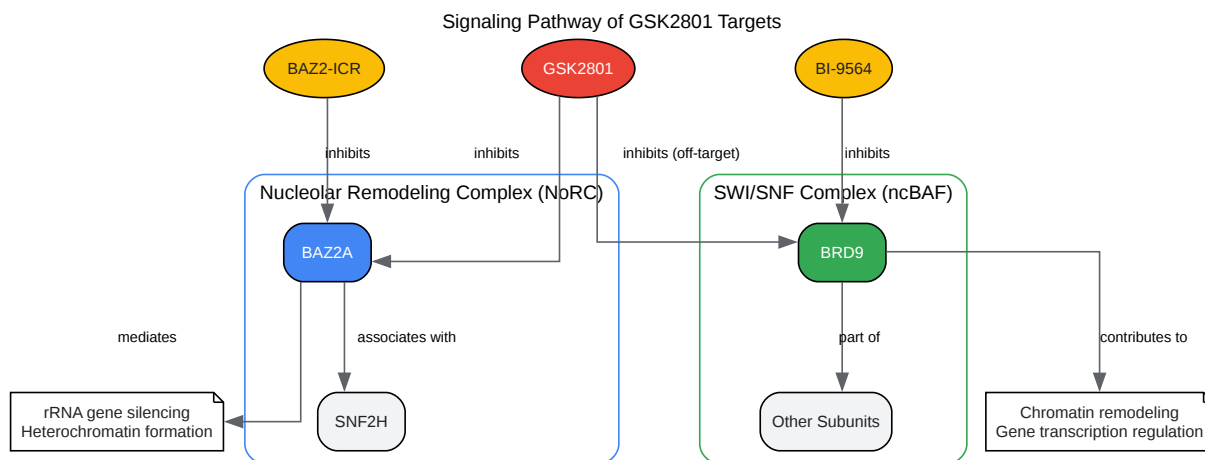 Signaling Pathway of GSK2801 Targets
BAZ2-ICR
GSK2801
BI-9564
inhibits
inhibits
inhibits (off-target)
inhibits
Nucleolar Remodeling Complex (NoRC)
SWI/SNF Complex (ncBAF)
BAZ2A
BRD9
mediates
associates with
part of
contributes to
rRNA gene silencing
Heterochromatin formation
SNF2H
Other Subunits
Chromatin remodeling
Gene transcription regulation